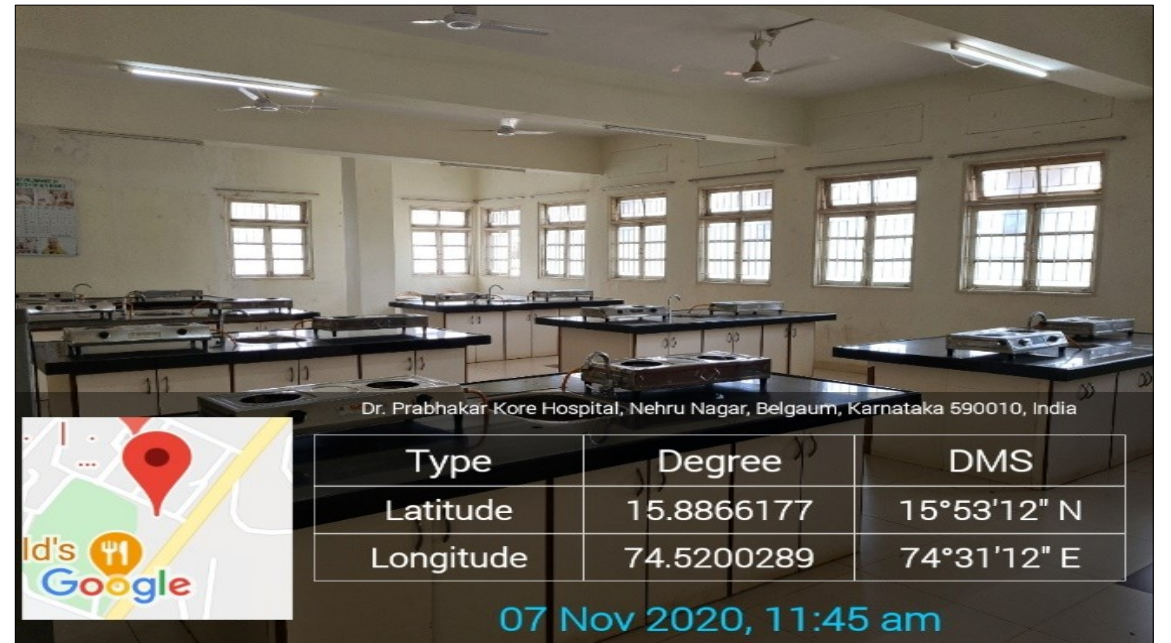 Dr. Prabhakar Kore Hospital, Nehru Nagar, Belgaum, Karnataka 590010, India
Type Degree DMS
Latitude 15.8866177 15°53'12" N
Longitude 74.5200289 74°31'12" E
ld's
Google
07 Nov 2020, 11:45 am